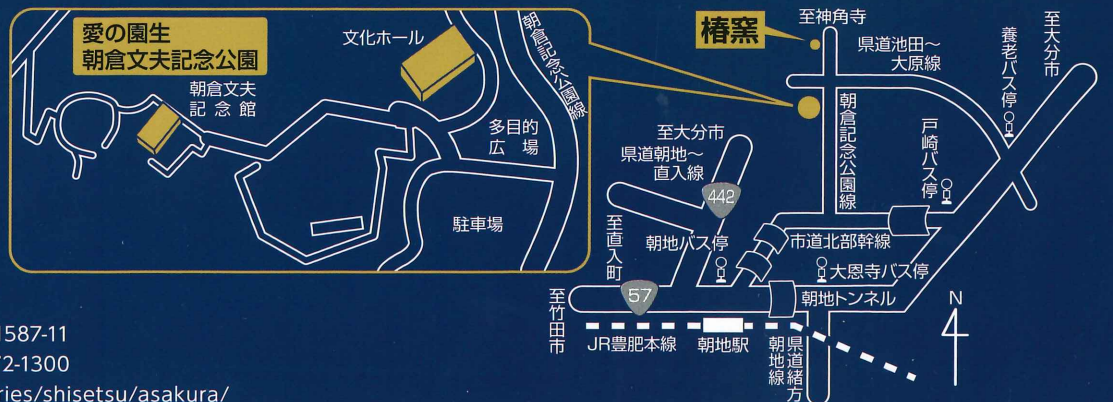 愛の園生
朝倉文夫記念公園
朝倉文夫
記念館
文化ホール
朝倉記念公園線
多目的
広場
駐車場
椿窯
至神角寺
県道池田〜
大原線
養老バス停
至大分市
朝倉記念公園線
戸崎バス停
至大分市
県道朝地〜
直入線
442
至直入町
朝地バス停
市道北部幹線
大恩寺バス停
至竹田市
57
朝地トンネル
N
JR豊肥本線
朝地駅
県道緒方
朝地線
1587-11
72-1300
ries/shisetsu/asakura/